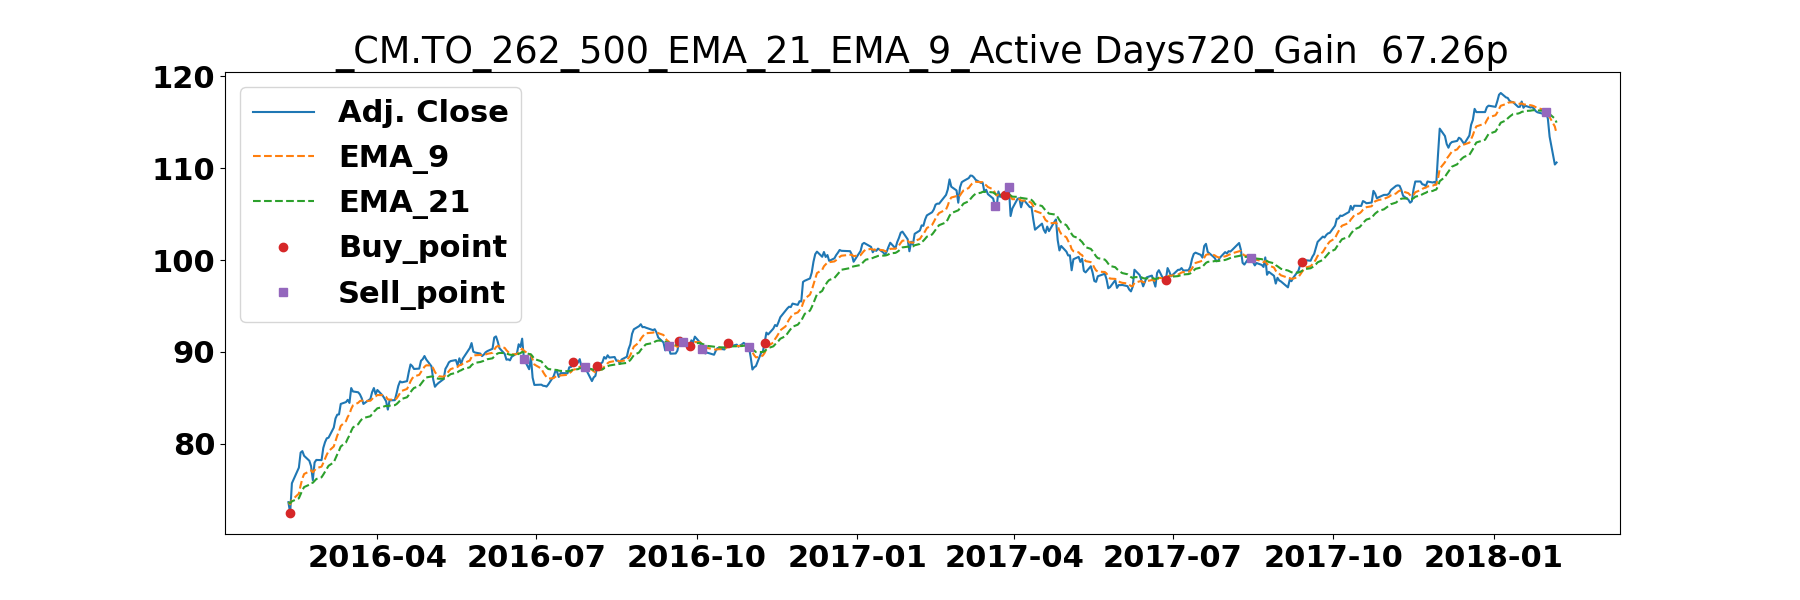 _CM.TO_262_500_EMA_21_EMA_9_Active Days720_Gain  67.26p
120
110
100
90
80
Adj. Close
EMA_9
EMA_21
Buy_point
Sell_point
2016-04 2016-07 2016-10 2017-01 2017-04 2017-07 2017-10 2018-01